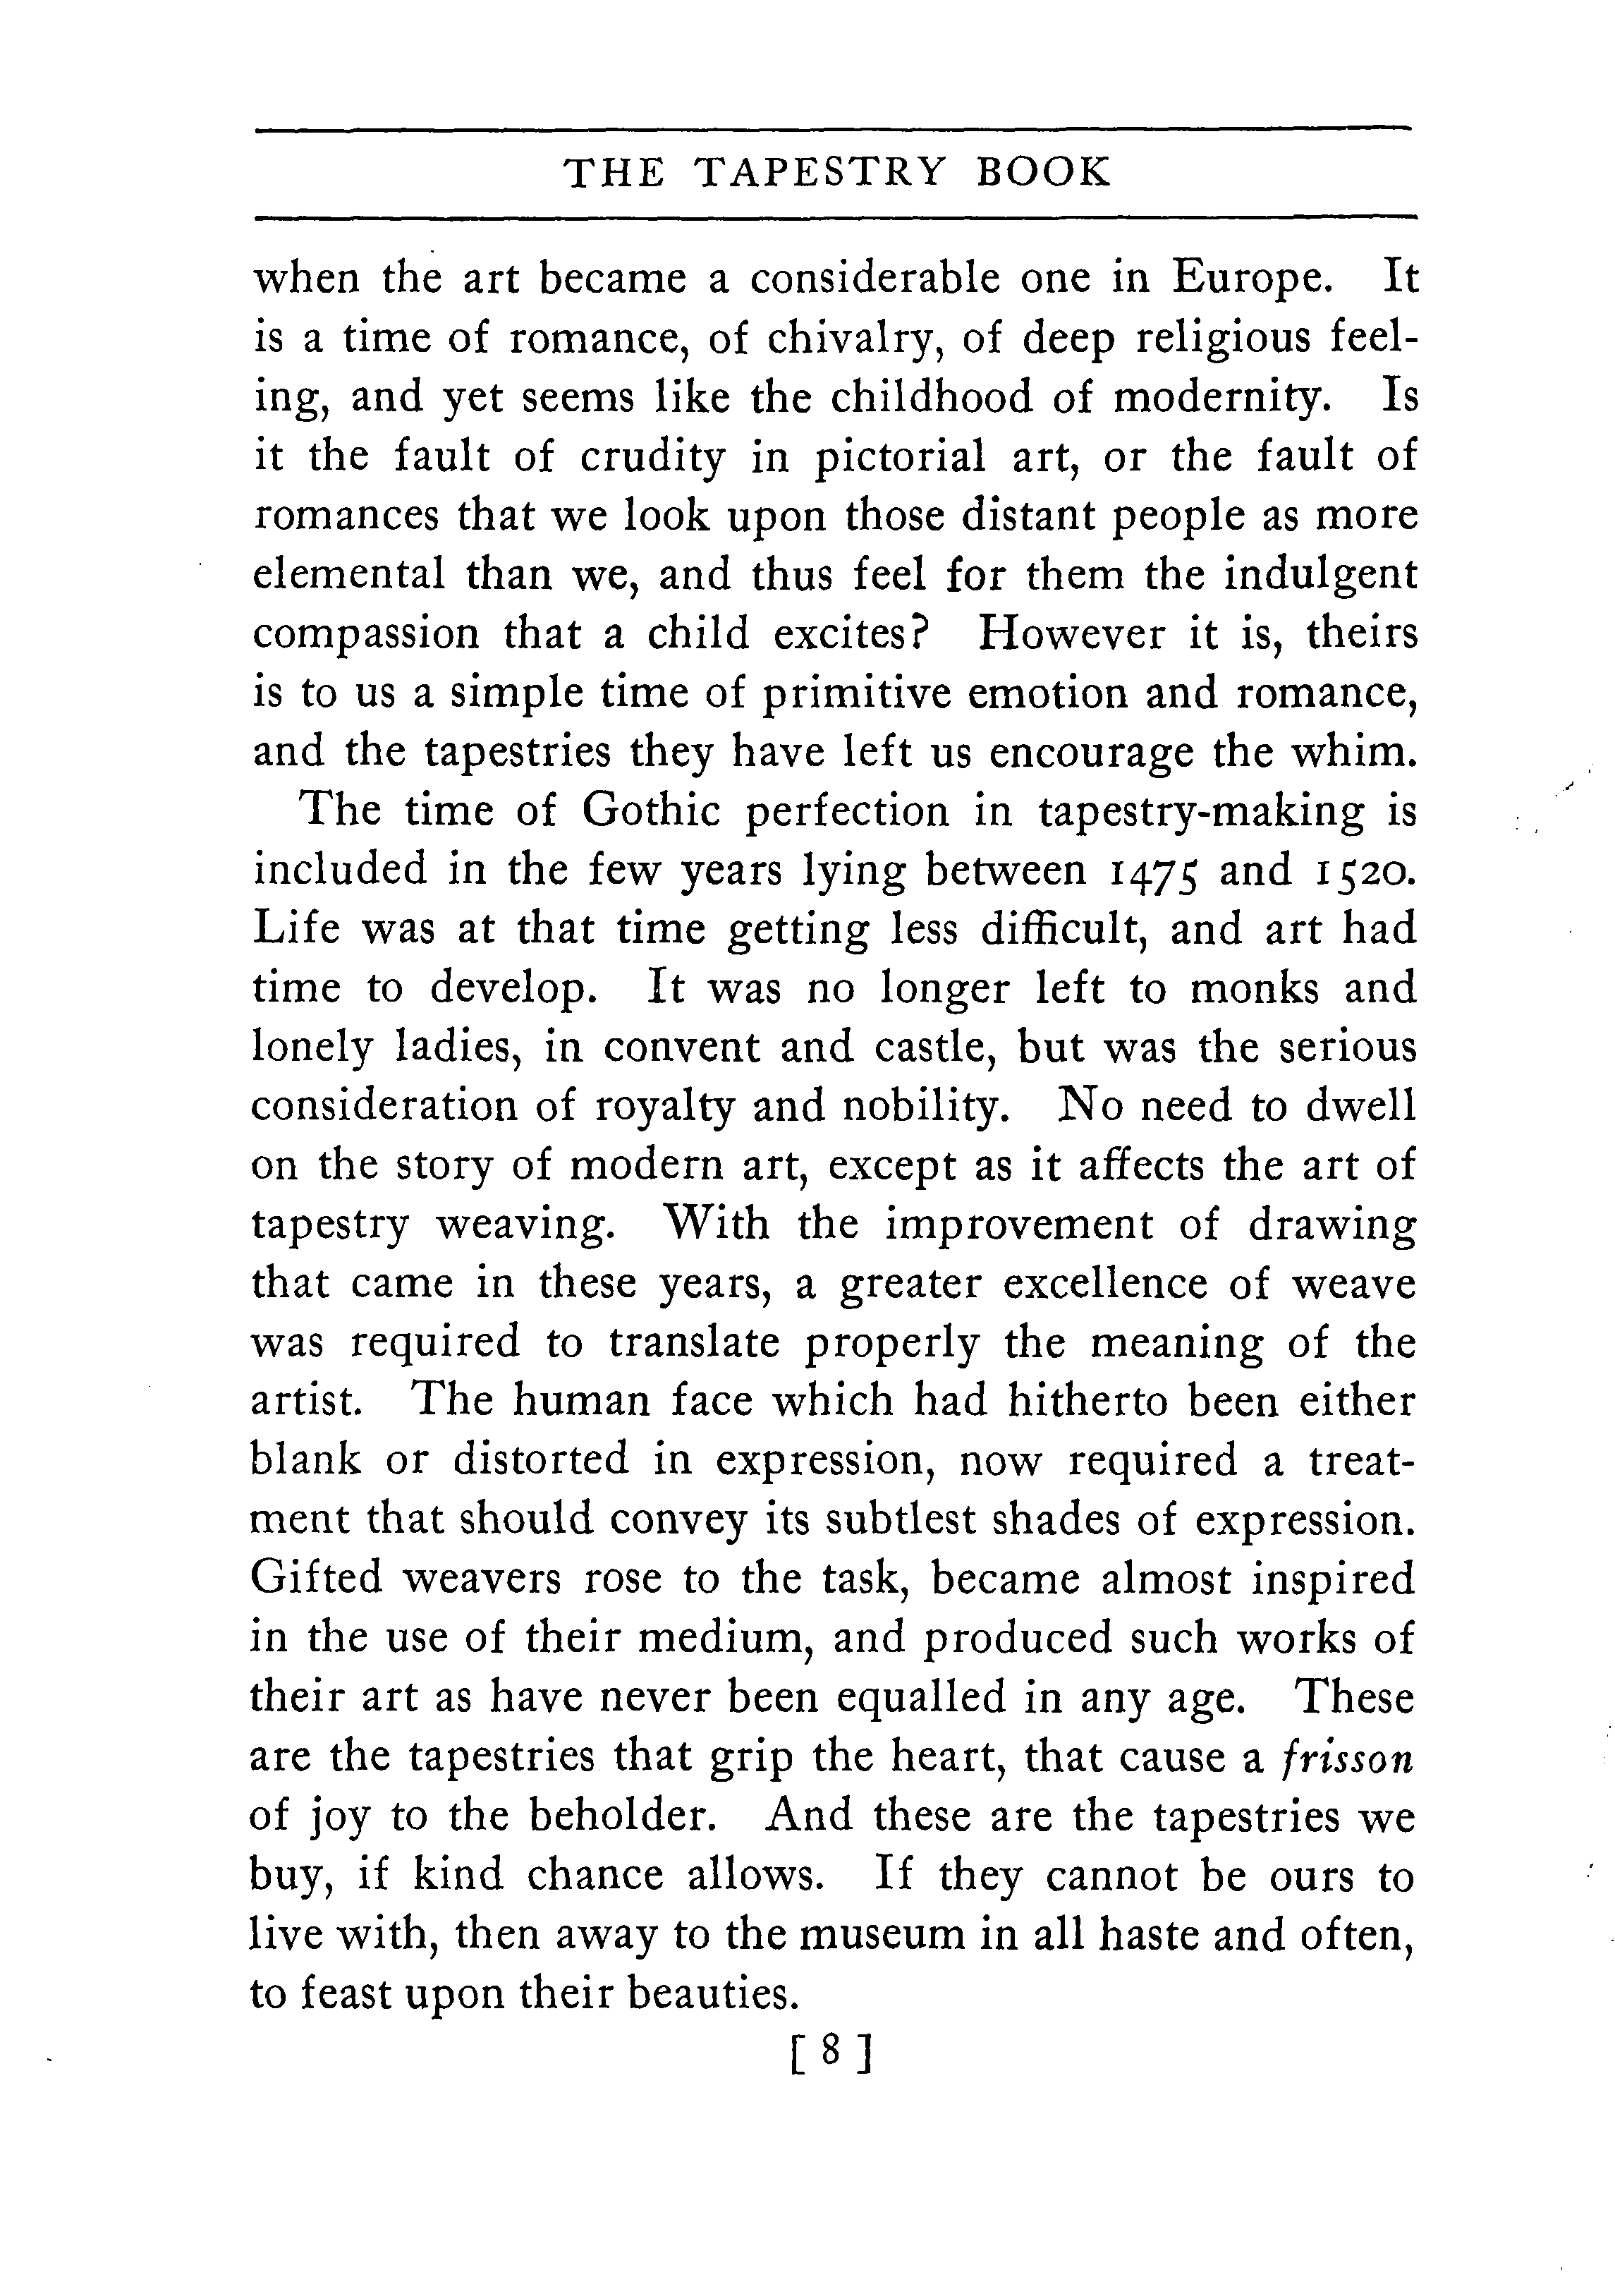 THE TAPESTRY BOOK
when the art became a considerable one in Europe. It
is a time of romance, of chivalry, of deep religious feel-
ing, and yet seems like the childhood of modernity. Is
it the fault of crudity in pictorial art, or the fault of
romances that we look upon those distant people as more
elemental than we, and thus feel for them the indulgent
compassion that a child excites? However it is, theirs
is to us a simple time of primitive emotion and romance,
and the tapestries they have left us encourage the whim.
The time of Gothic perfection in tapestry-making is
included in the few years lying between 1475 and 1520.
Life was at that time getting less difficult, and art had
time to develop. It was no longer left to monks and
lonely ladies, in convent and castle, but was the serious
consideration of royalty and nobility. No need to dwell
on the story of modern art, except as it affects the art of
tapestry weaving. With the improvement of drawing
that came in these years, a greater excellence of weave
was required to translate properly the meaning of the
artist. The human face which had hitherto been either
blank or distorted in expression, now required a treat-
ment that should convey its subtlest shades of expression.
Gifted weavers rose to the task, became almost inspired
in the use of their medium, and produced such works of
their art as have never been equalled in any age. These
are the tapestries that grip the heart, that cause a frisson
of joy to the beholder. And these are the tapestries we
buy, if kind chance allows. If they cannot be ours to
live with, then away to the museum in all haste and often,
to feast upon their beauties.
[ 8 ]